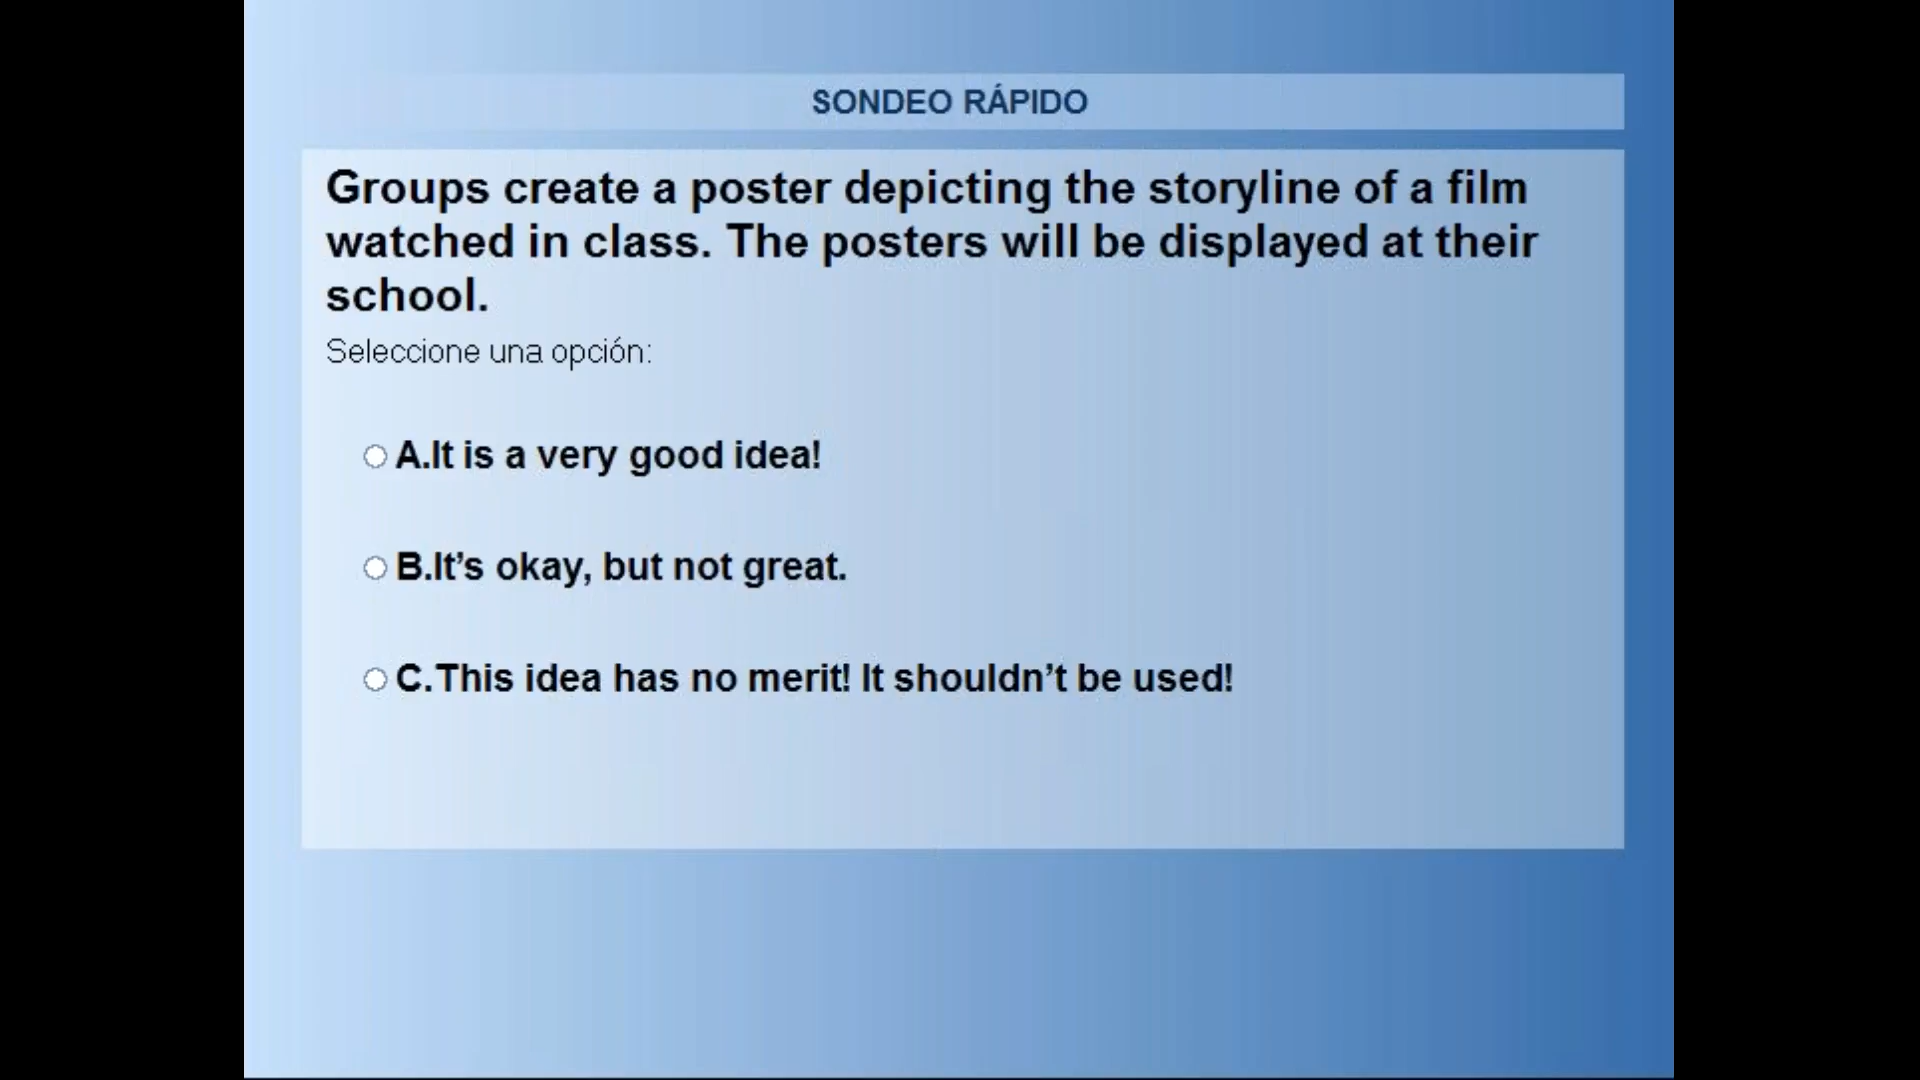 SONDEO RÁPIDO
Groups create a poster depicting the storyline of a film
watched in class. The posters will be displayed at their
school.
Seleccione una opción:
A.It is a very good idea!
B.It’s okay, but not great.
C.This idea has no merit! It shouldn’t be used!